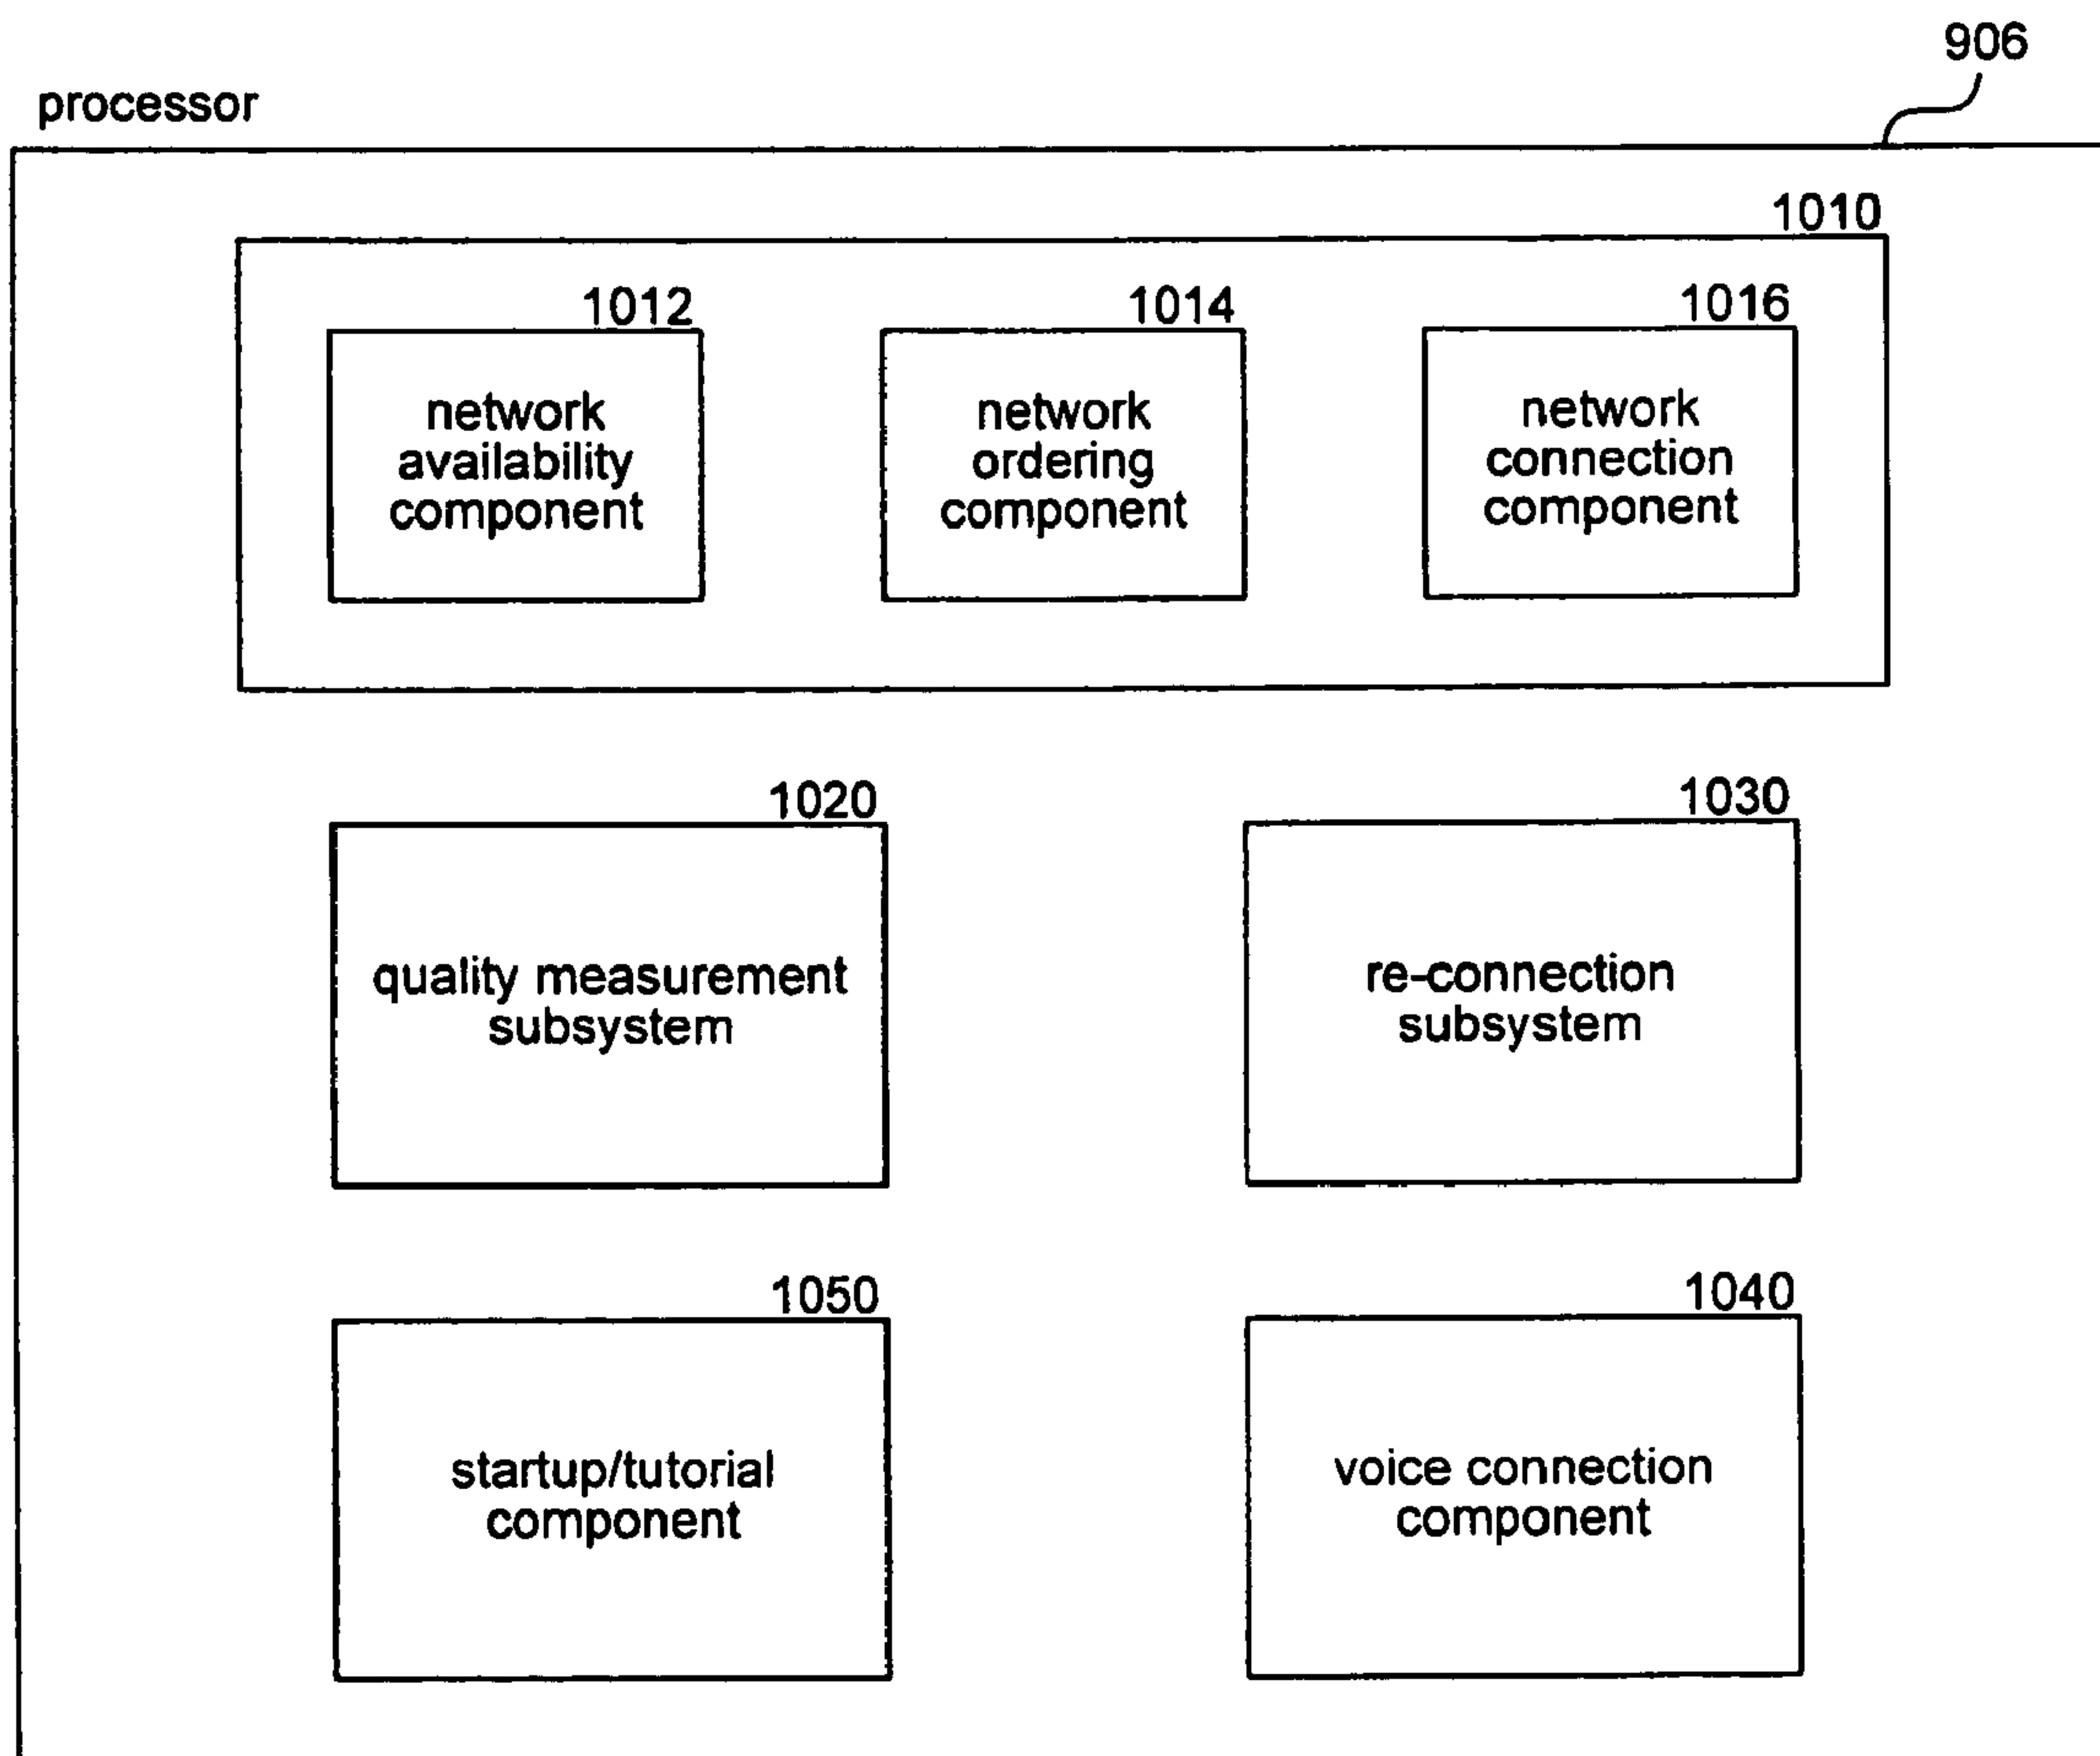 906
processor
1010
1012
1014
1016
network
availability
component
network
ordering
component
network
connection
component
1020
1030
quality measurement
subsystem
re-connection
subsystem
1050
1040
startup/tutorial
component
voice connection
component